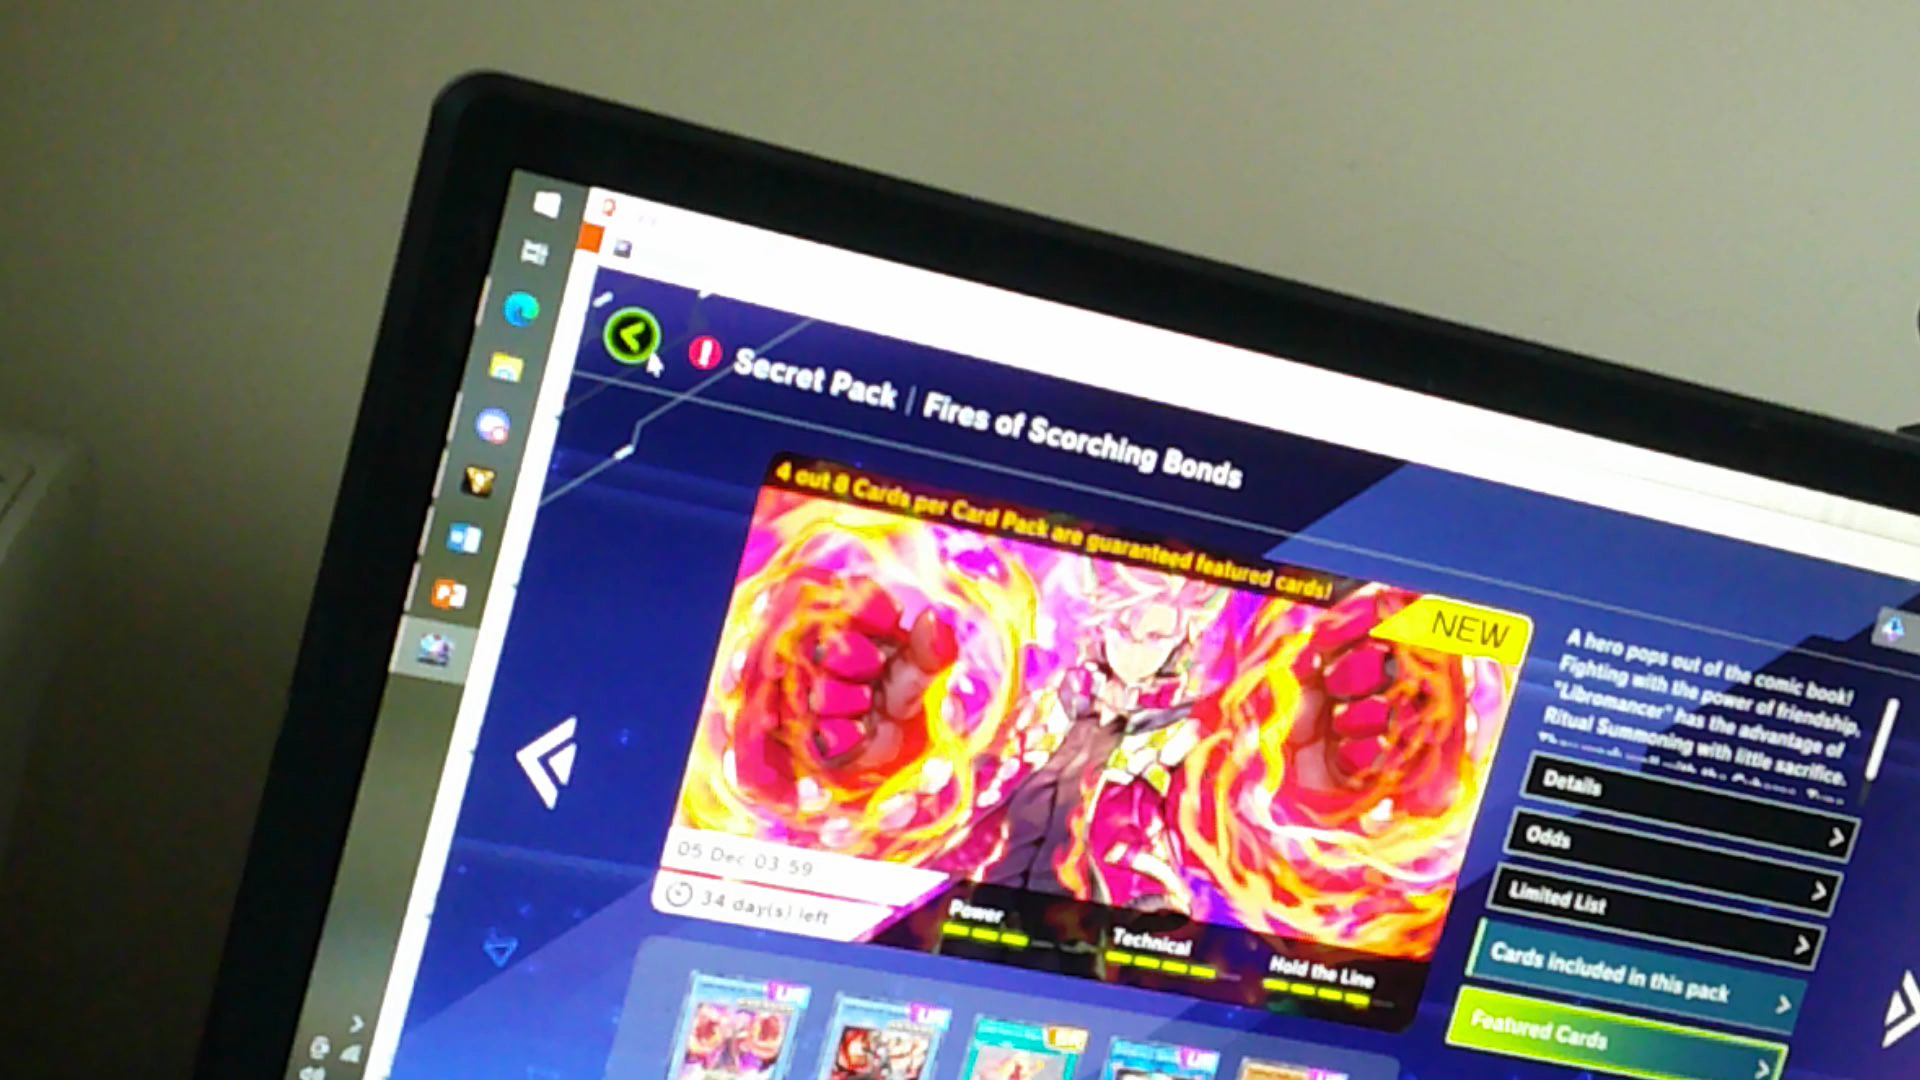 Secret Pack | Fires of Scorching Bonds
4 out 8 Cards per Card Pack are guaranteed featured cards!
NEW
A hero pops out of the comic book!
Fighting with the power of friendship,
"Libromancer" has the advantage of
Ritual Summoning with little sacrifice.
Details
Odds
Limited List
Cards included in this pack
Featured Cards
05 Dec 03 59
34 day(s) left
Power
Technical
Hold the Line